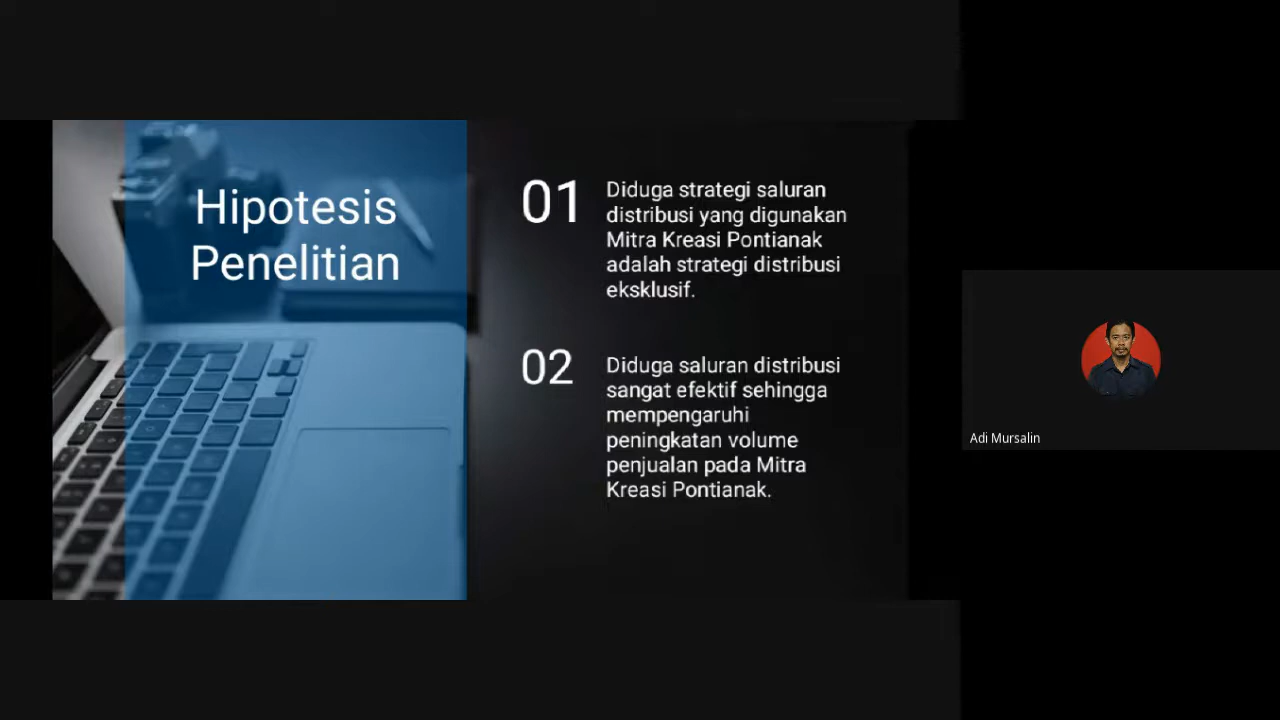 Hipotesis
Penelitian
01
Diduga strategi saluran
distribusi yang digunakan
Mitra Kreasi Pontianak
adalah strategi distribusi
eksklusif.
02
Diduga saluran distribusi
sangat efektif sehingga
mempengaruhi
peningkatan volume
penjualan pada Mitra
Kreasi Pontianak.
Adi Mursalin